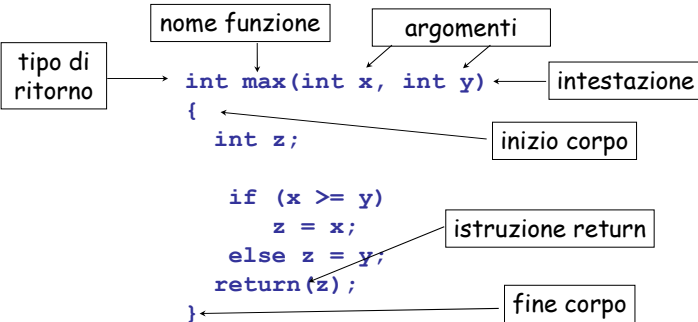 nome funzione
argomenti
tipo di
ritorno
int max(int x, int y)
intestazione
{
inizio corpo
int z;
if (x >= y)
z = x;
istruzione return
else z = y;
return(z);
fine corpo
}